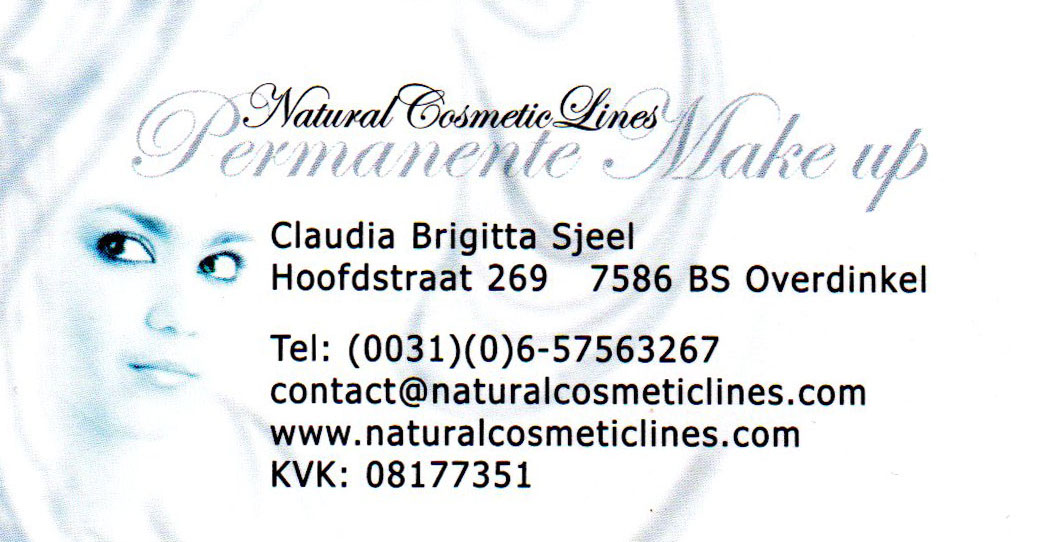 Natural Cosmetic Lines
Permanente Make up
Claudia Brigitta Sjeel
Hoofdstraat 269 7586 BS Overdinkel
Tel: (0031)(0)6-57563267
contact@naturalcosmeticlines.com
www.naturalcosmeticlines.com
KVK: 08177351